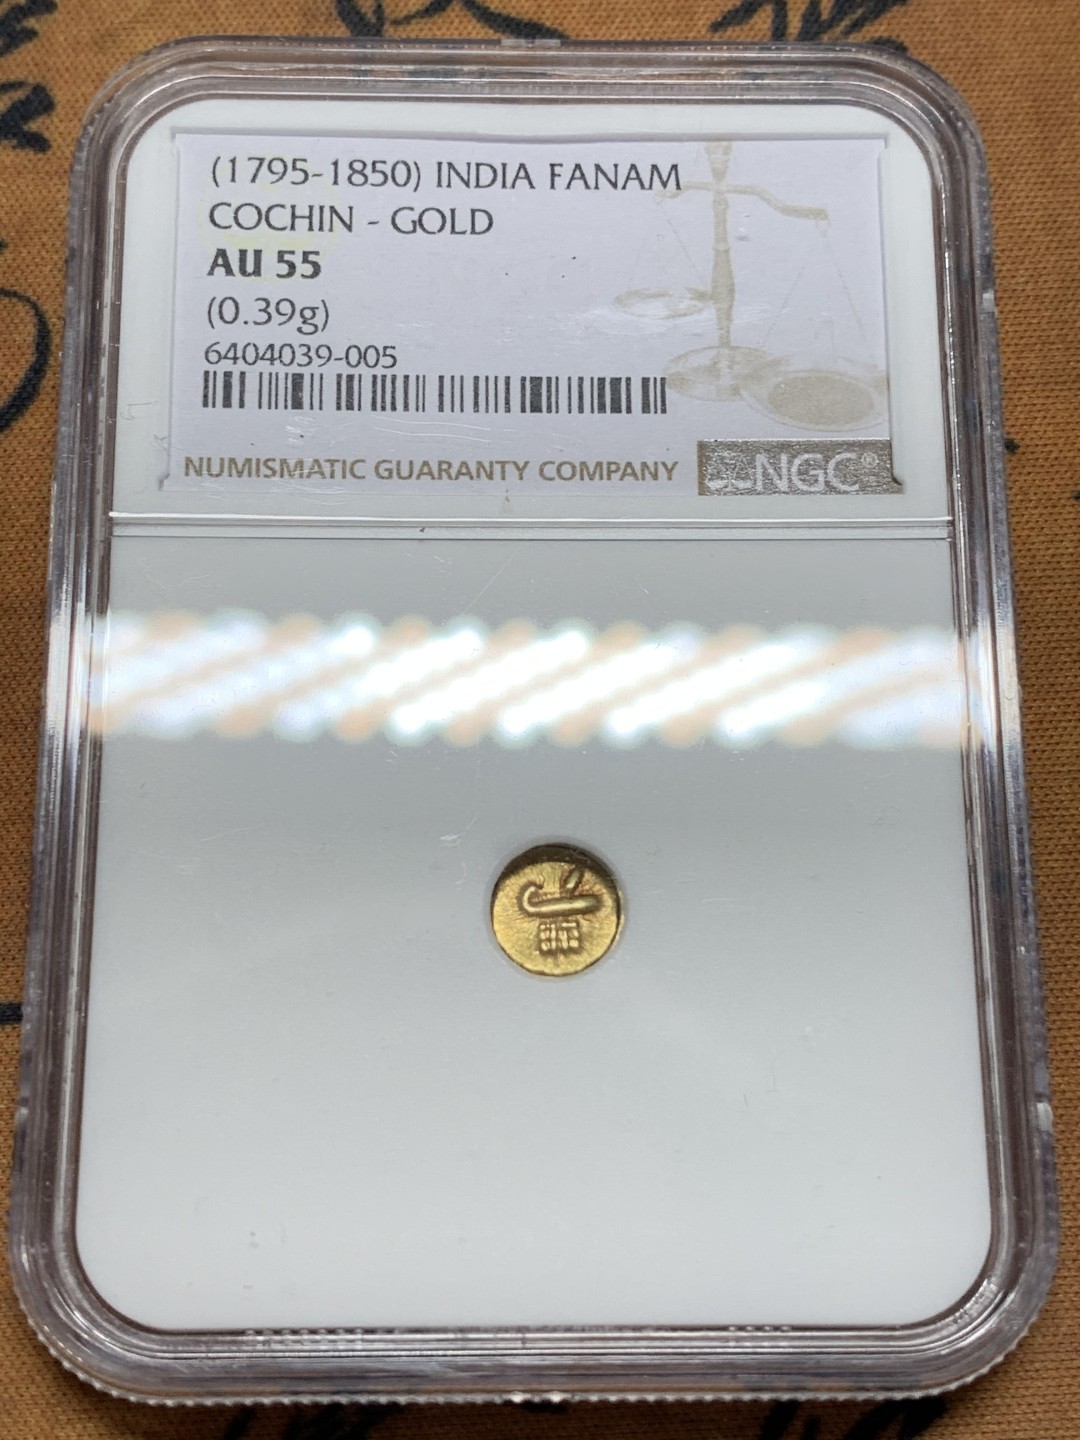 (1795-1850) INDIA FANAM
COCHIN - GOLD
AU 55
(0.39g)
6404039-005
NUMISMATIC GUARANTY COMPANY NGC®